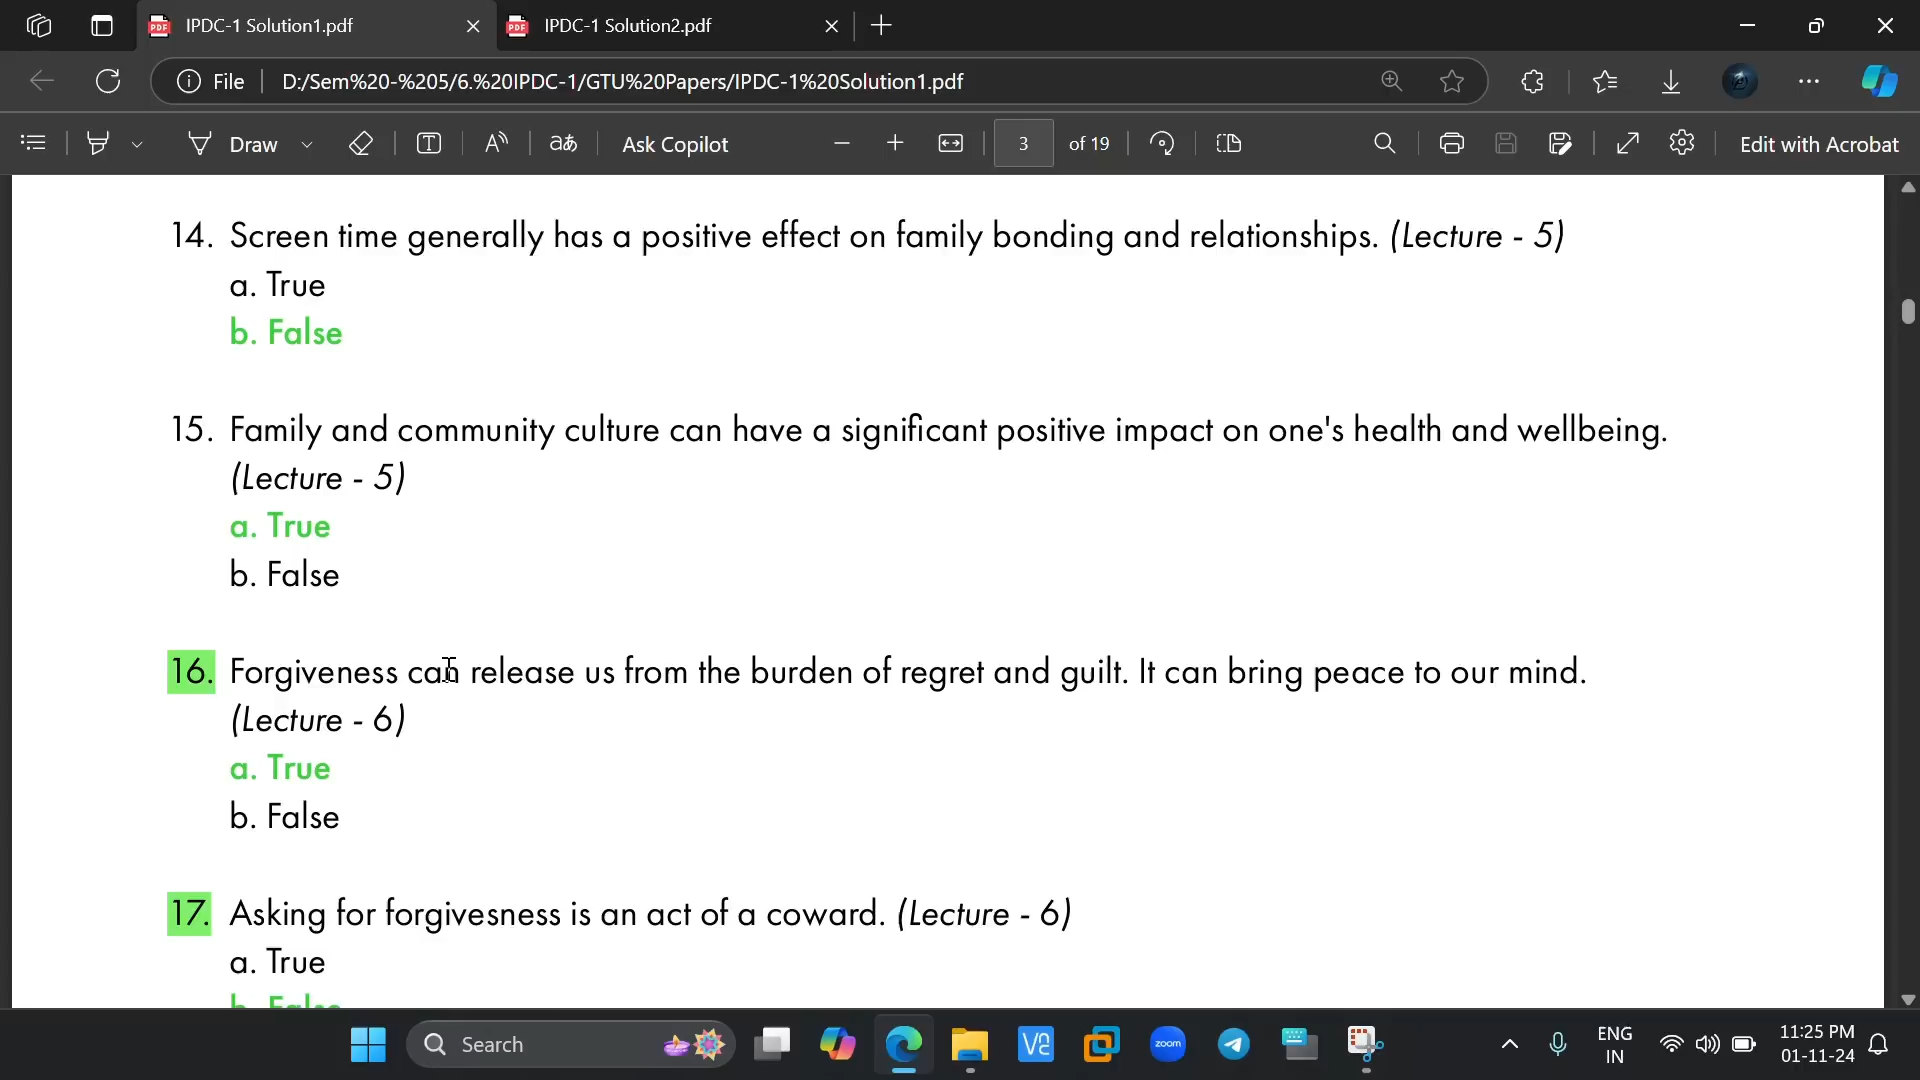 IPDC-1 Solution1.pdf
IPDC-1 Solution2.pdf
File D:/Sem%20-%205/6.%20IPDC-1/GTU%20Papers/IPDC-1%20Solution1.pdf
Draw Ask Copilot 3 of 19 Edit with Acrobat
14. Screen time generally has a positive effect on family bonding and relationships. (Lecture - 5)
a. True
b. False
15. Family and community culture can have a significant positive impact on one's health and wellbeing.
(Lecture - 5)
a. True
b. False
16. Forgiveness can release us from the burden of regret and guilt. It can bring peace to our mind.
(Lecture - 6)
a. True
b. False
17. Asking for forgivesness is an act of a coward. (Lecture - 6)
a. True
b. False
Search zoom ENG 11:25 PM
IN 01-11-24